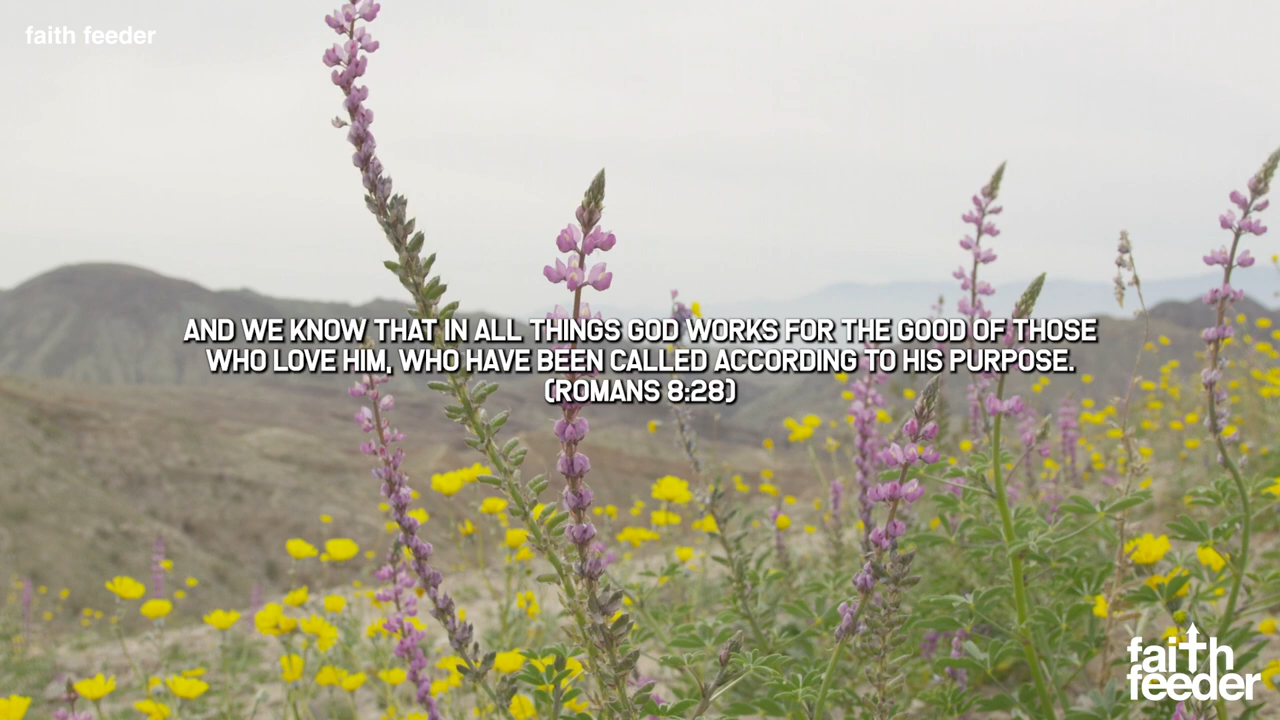 faith feeder
AND WE KNOW THAT IN ALL THINGS GOD WORKS FOR THE GOOD OF THOSE
WHO LOVE HIM, WHO HAVE BEEN CALLED ACCORDING TO HIS PURPOSE.
(ROMANS 8:28)
faith
feeder